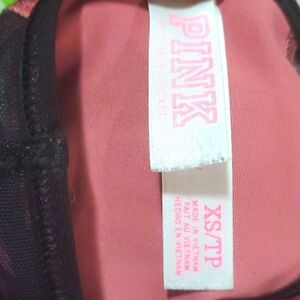 PINK
XS/TP
MADE IN VIETNAM
FAIT AU VIETNAM
HECHO EN VIETNAM